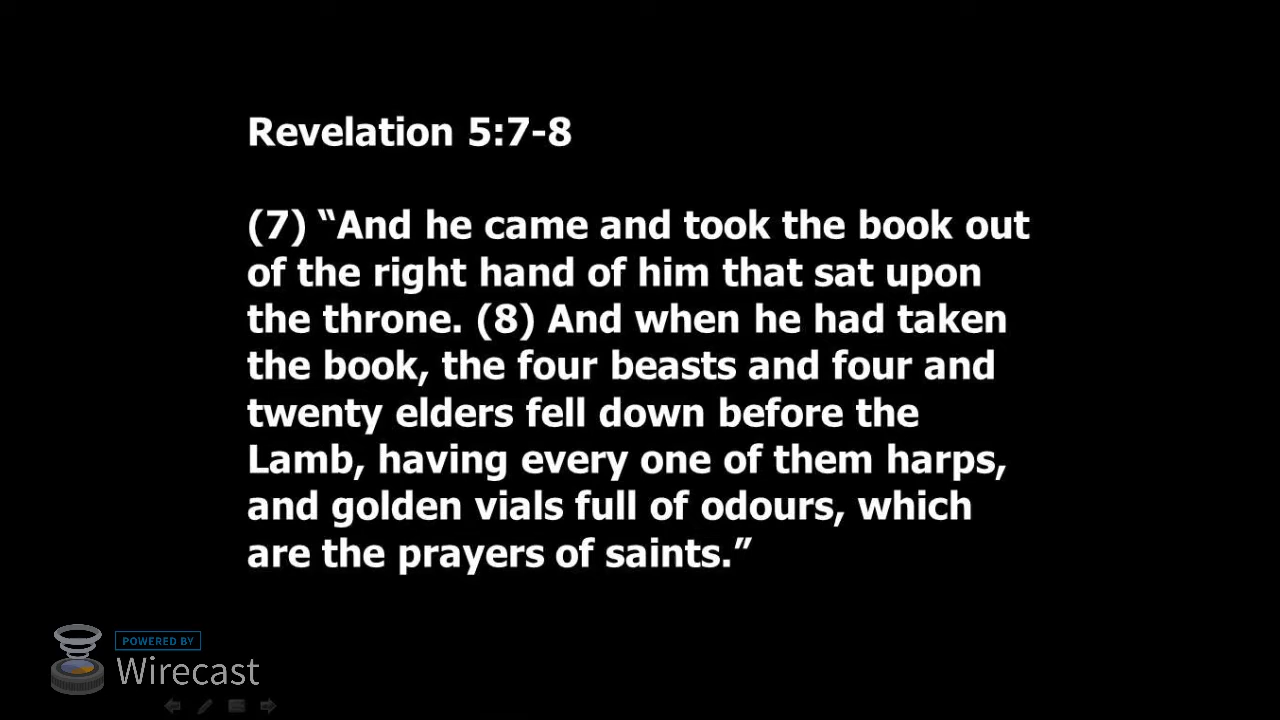 Revelation 5:7-8
(7) “And he came and took the book out
of the right hand of him that sat upon
the throne. (8) And when he had taken
the book, the four beasts and four and
twenty elders fell down before the
Lamb, having every one of them harps,
and golden vials full of odours, which
are the prayers of saints.”
POWERED BY
Wirecast